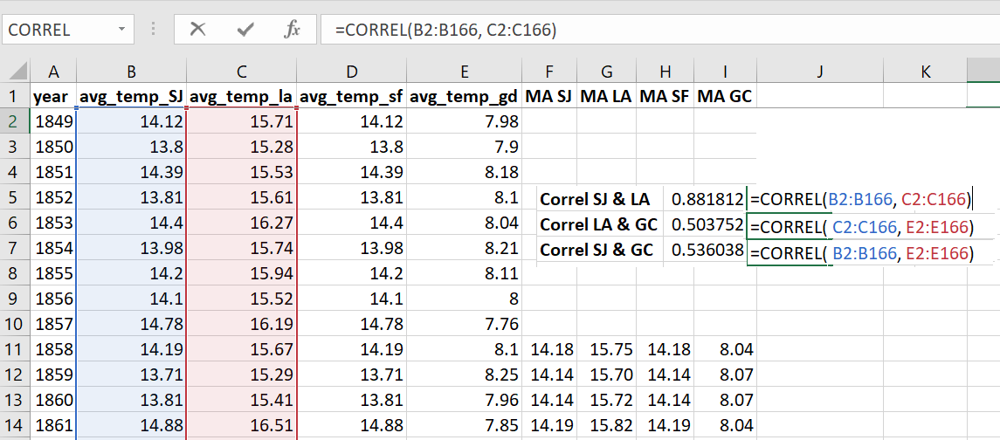 CORREL =CORREL(B2:B166, C2:C166)
A B C D E F G H I J K
1 year avg_temp_SJ avg_temp_la avg_temp_sf avg_temp_gd MA SJ MA LA MA SF MA GC
2 1849 14.12 15.71 14.12 7.98
3 1850 13.8 15.28 13.8 7.9
4 1851 14.39 15.53 14.39 8.18
5 1852 13.81 15.61 13.81 8.1 Correl SJ & LA 0.881812 =CORREL(B2:B166, C2:C166)
6 1853 14.4 16.27 14.4 8.04 Correl LA & GC 0.503752 =CORREL( C2:C166, E2:E166)
7 1854 13.98 15.74 13.98 8.21 Correl SJ & GC 0.536038 =CORREL( B2:B166, E2:E166)
8 1855 14.2 15.94 14.2 8.11
9 1856 14.1 15.52 14.1 8
10 1857 14.78 16.19 14.78 7.76
11 1858 14.19 15.67 14.19 8.1 14.18 15.75 14.18 8.04
12 1859 13.71 15.29 13.71 8.25 14.14 15.70 14.14 8.07
13 1860 13.81 15.41 13.81 7.96 14.14 15.72 14.14 8.07
14 1861 14.88 16.51 14.88 7.85 14.19 15.82 14.19 8.04